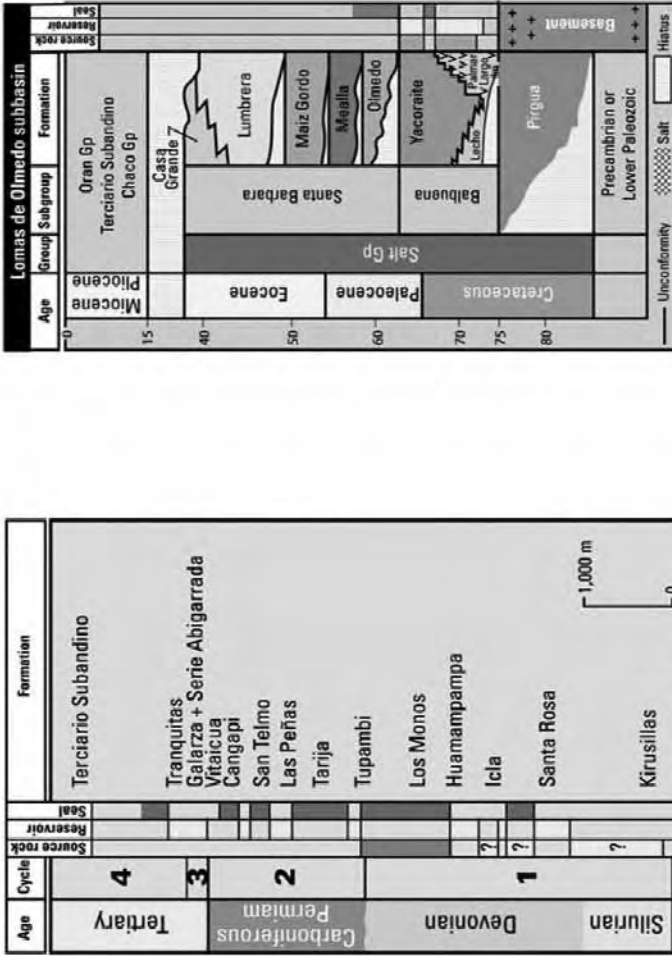 Lomas de Olmedo subbasin
Age
Group
Subgroup
Formation
Source rock
Reservoir
Seal
0
15
40
50
60
70
75
80
Miocene
Pliocene
Eocene
Paleocene
Cretaceous
Salt Gp
Santa Barbara
Balbuena
Oran Gp
Terciario Subandino
Chaco Gp
Casa
Grande
Lumbrera
Maiz Gordo
Mealla
Olmedo
Yacoraite
Lecho
Palmar
Largo
Pirgua
Precambrian or
Lower Paleozoic
Basement
Unconformity
Salt
Hiatus
Age
Cycle
Source rock
Reservoir
Seal
Formation
Tertiary
Carboniferous
Permiam
Devonian
Silurian
4
3
2
1
?
?
?
Terciario Subandino
Tranquitas
Galarza + Serie Abigarrada
Vitaicua
Cangapi
San Telmo
Las Peñas
Tarija
Tupambi
Los Monos
Huamampampa
Icla
Santa Rosa
Kirusillas
1,000 m
0